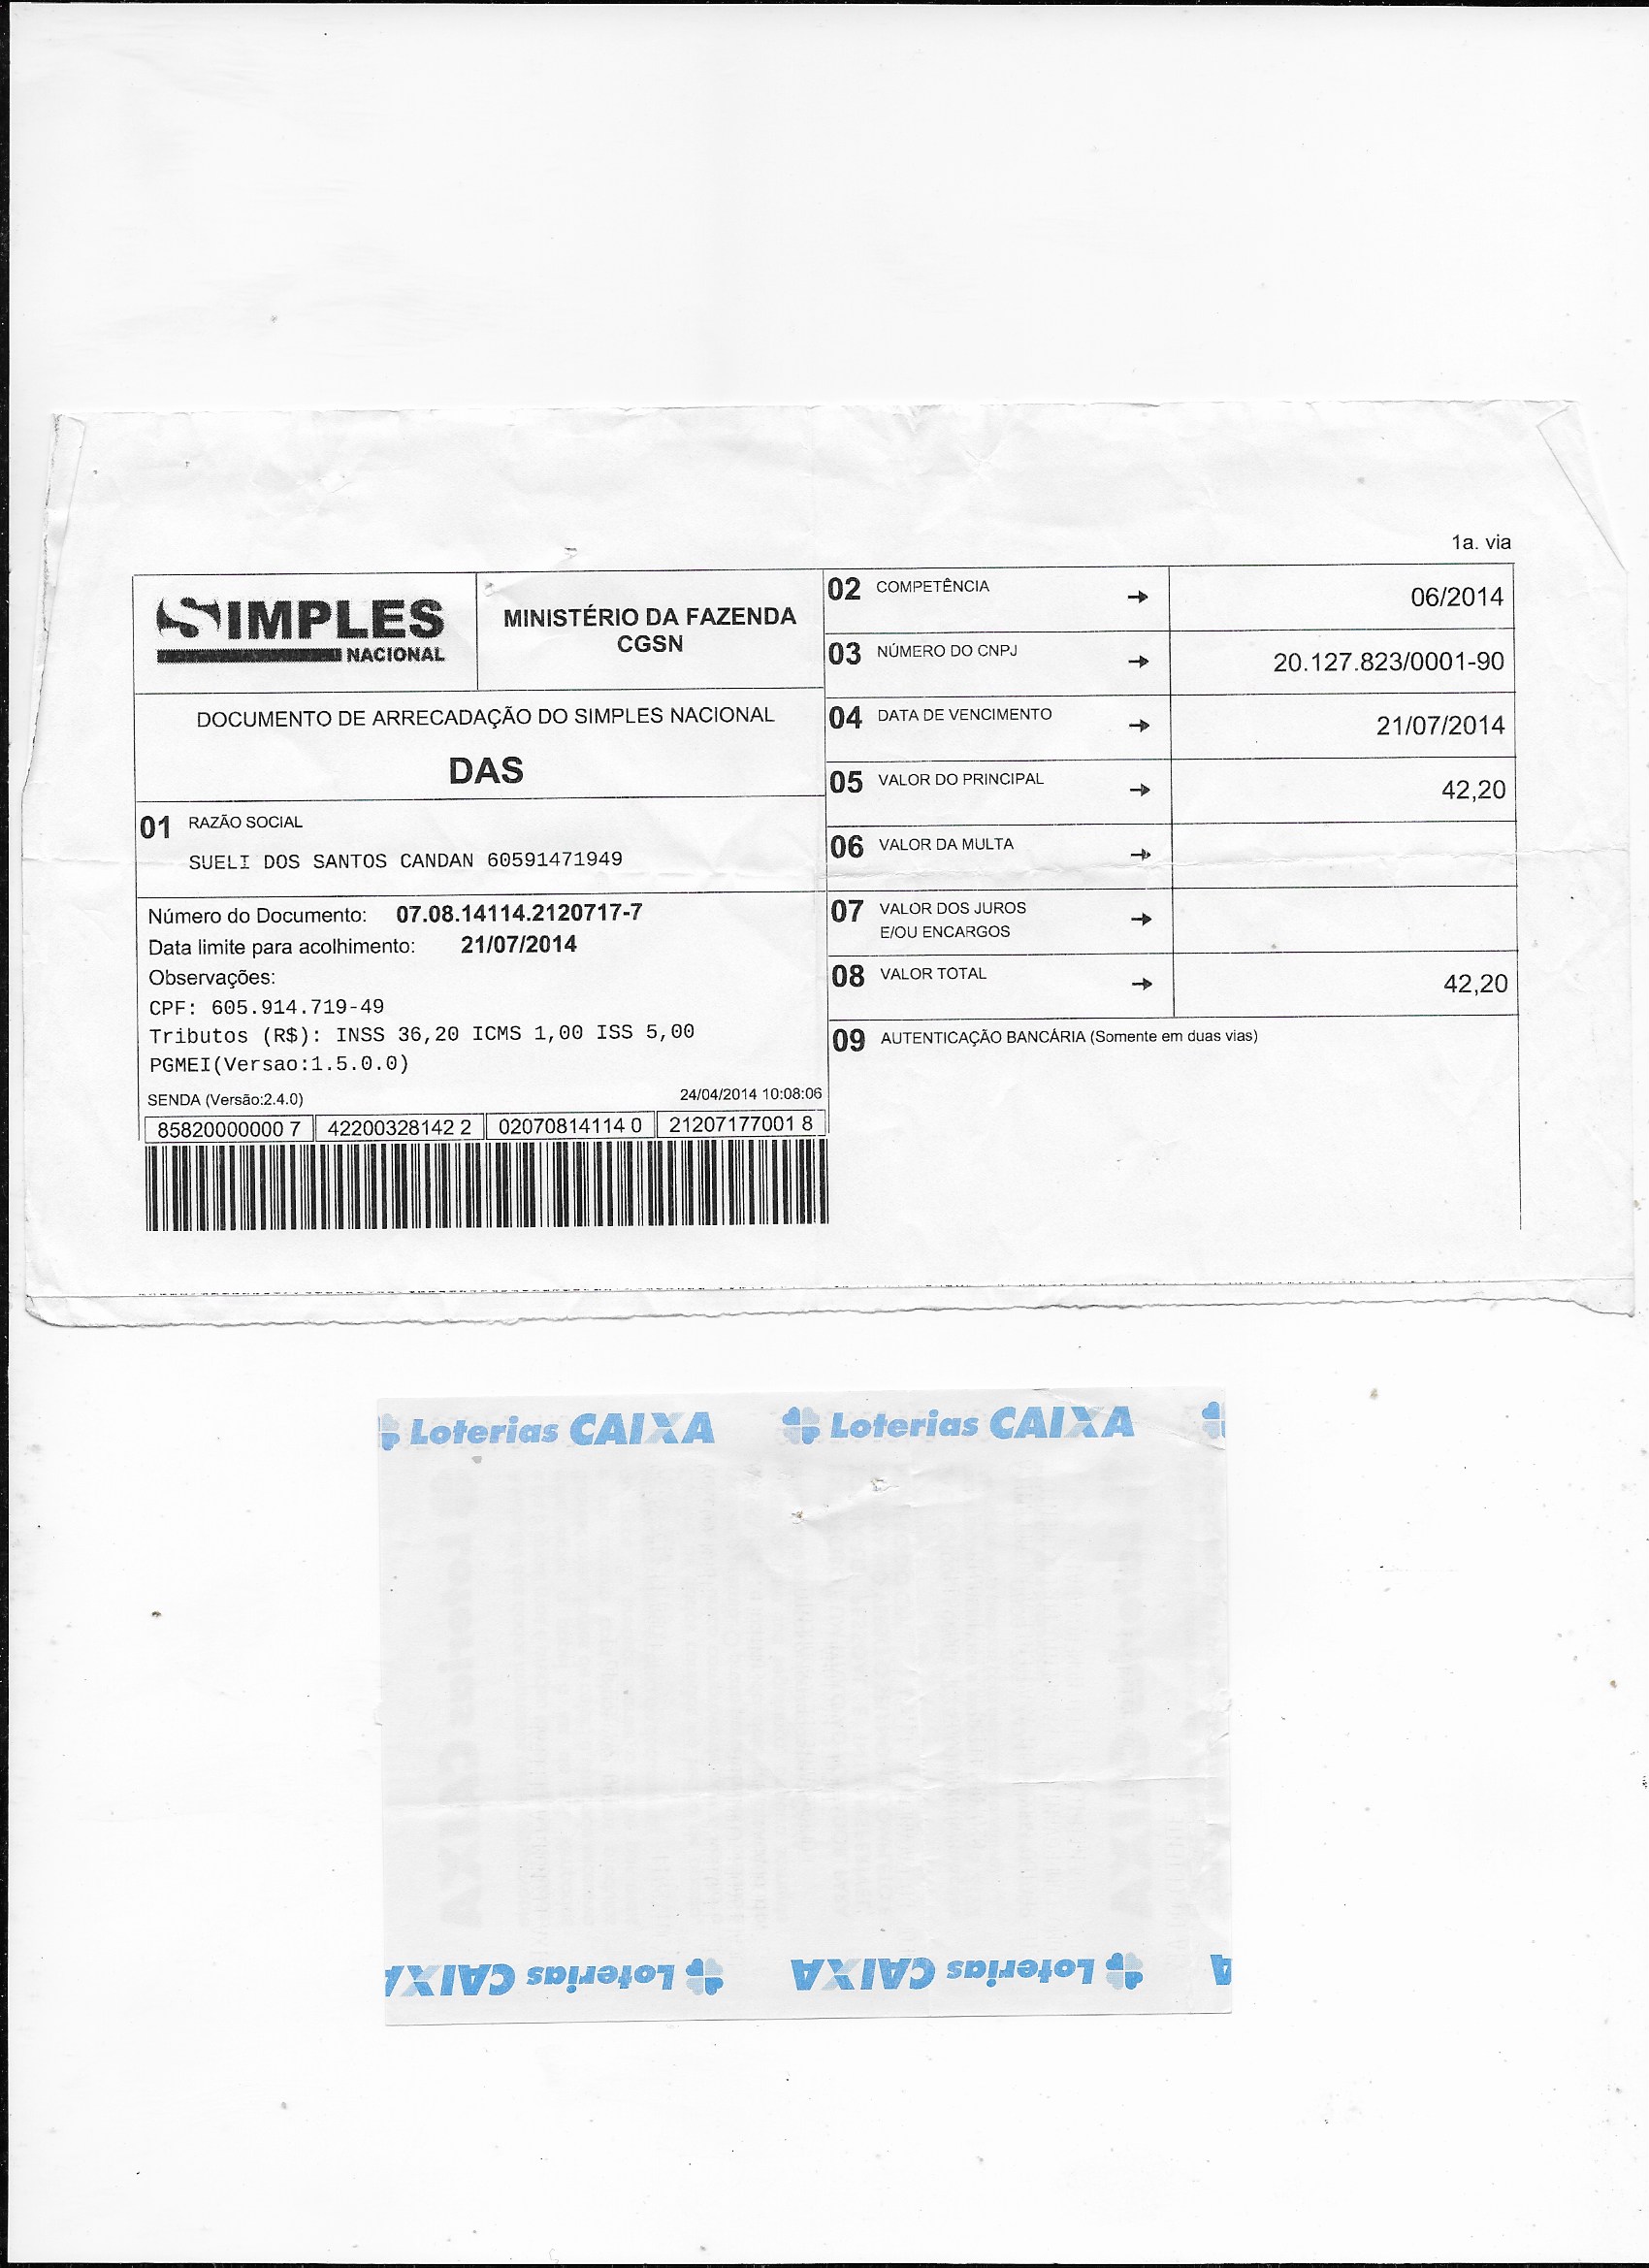 1a. via
SIMPLES
NACIONAL
MINISTÉRIO DA FAZENDA
CGSN
DOCUMENTO DE ARRECADAÇÃO DO SIMPLES NACIONAL
DAS
01 RAZÃO SOCIAL
SUELI DOS SANTOS CANDAN 60591471949
Número do Documento: 07.08.14114.2120717-7
Data limite para acolhimento: 21/07/2014
Observações:
CPF: 605.914.719-49
Tributos (R$): INSS 36,20 ICMS 1,00 ISS 5,00
PGMEI(Versao:1.5.0.0)
SENDA (Versão:2.4.0) 24/04/2014 10:08:06
85820000000 7 42200328142 2 02070814114 0 21207177001 8
02 COMPETÊNCIA → 06/2014
03 NÚMERO DO CNPJ → 20.127.823/0001-90
04 DATA DE VENCIMENTO → 21/07/2014
05 VALOR DO PRINCIPAL → 42,20
06 VALOR DA MULTA →
07 VALOR DOS JUROS →
E/OU ENCARGOS
08 VALOR TOTAL → 42,20
09 AUTENTICAÇÃO BANCÁRIA (Somente em duas vias)
Loterias CAIXA Loterias CAIXA
Loterias CAIXA Loterias CAIXA